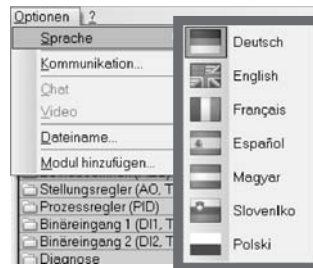 Optionen ?
Sprache
Kommunikation...
Chat
Video
Dateiname...
Modul hinzufügen...
Stellungsregler (AO, T
Prozessregler (PID)
Binäreingang 1 (DI1, T
Binäreingang 2 (DI2, T
Diagnose
Deutsch
English
Français
Español
Magyar
Slovenlko
Polski